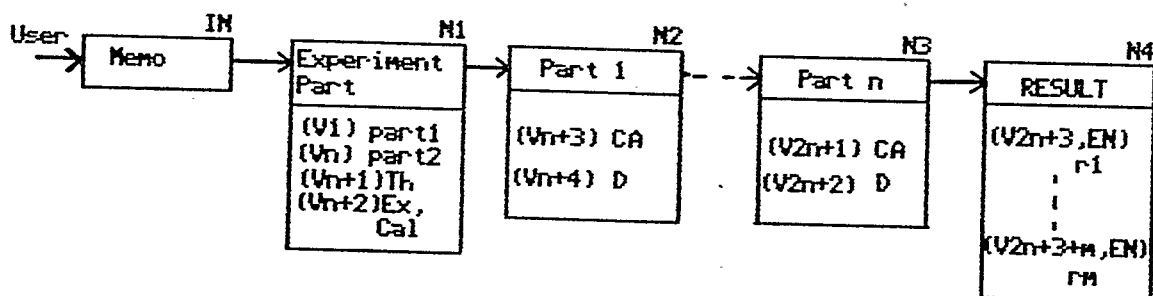 User
IN
Memo
N1
Experiment
Part
(V1) part1
(Vn) part2
(Vn+1)Th
(Vn+2)Ex,
Cal
N2
Part 1
(Vn+3) CA
(Vn+4) D
N3
Part n
(V2n+1) CA
(V2n+2) D
N4
RESULT
(V2n+3,EN)
r1
(V2n+3+m,EN)
rm